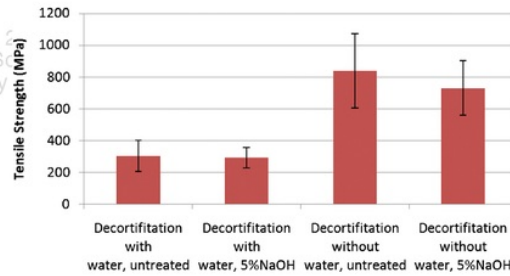 1200
1000
800
600
400
200
0
Tensile Strength (MPa)
Decortifitation with water, untreated
Decortifitation with water, 5%NaOH
Decortifitation without water, untreated
Decortifitation without water, 5%NaOH